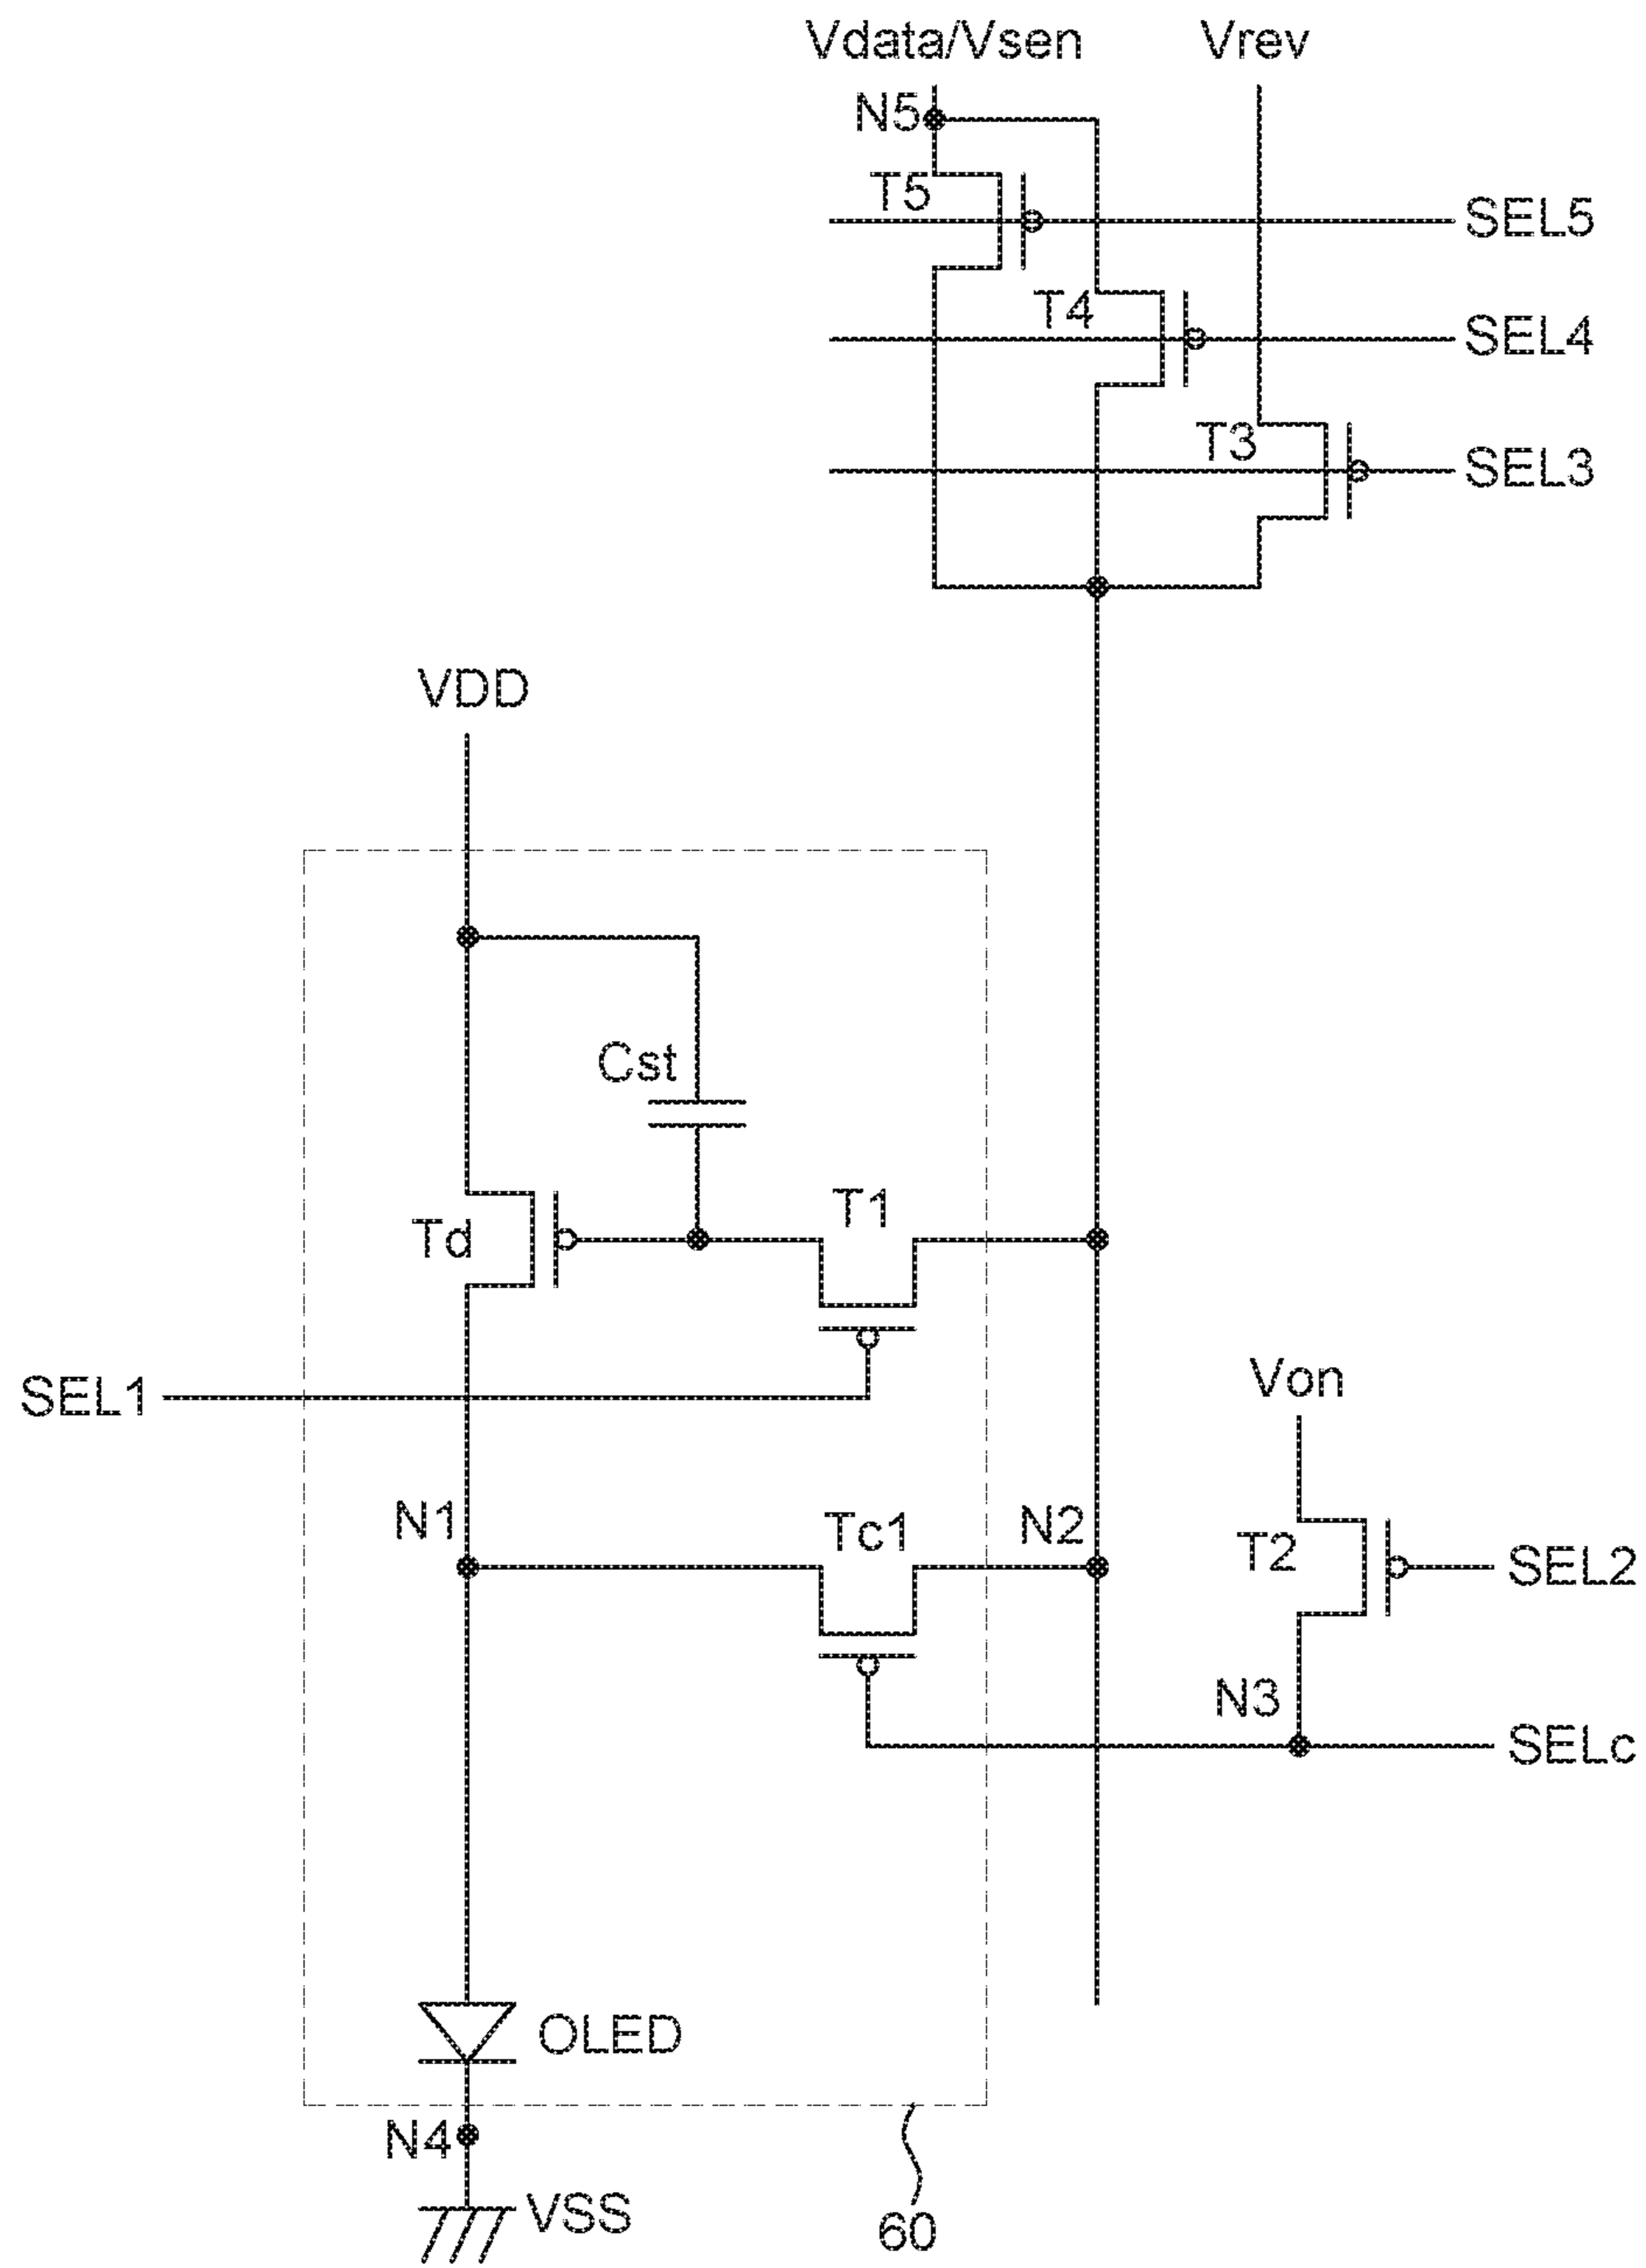 Vdata/Vsen
Vrev
N5
T5
SEL5
T4
SEL4
T3
SEL3
VDD
Cst
T1
Td
SEL1
Von
N1
Tc1
N2
T2
SEL2
N3
SELc
OLED
N4
VSS
60